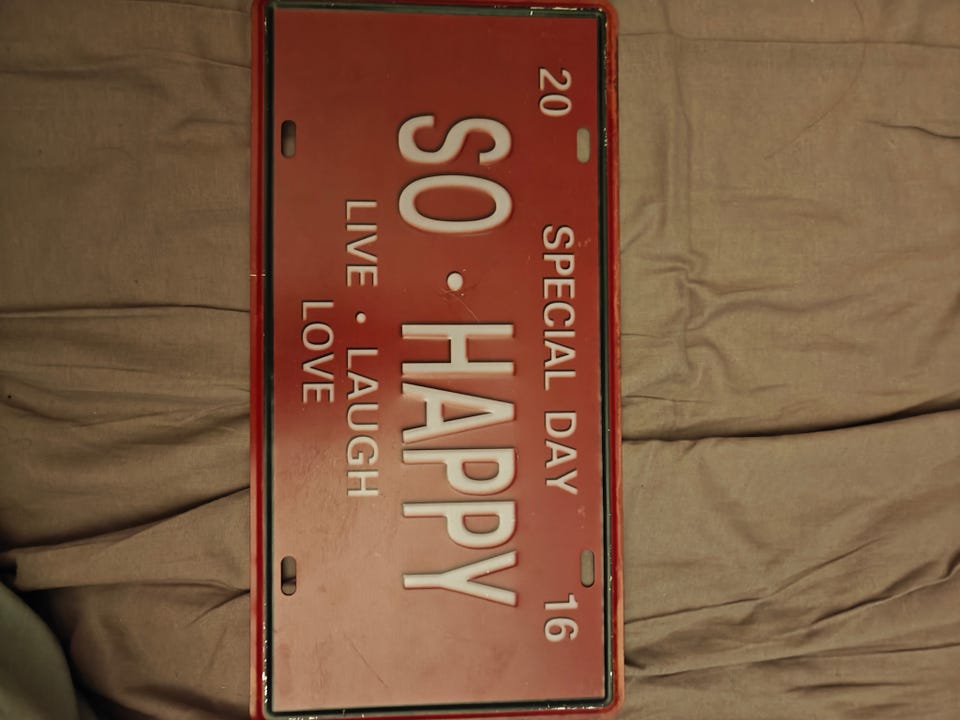 20 16
SPECIAL DAY
SO · HAPPY
LIVE · LAUGH
LOVE